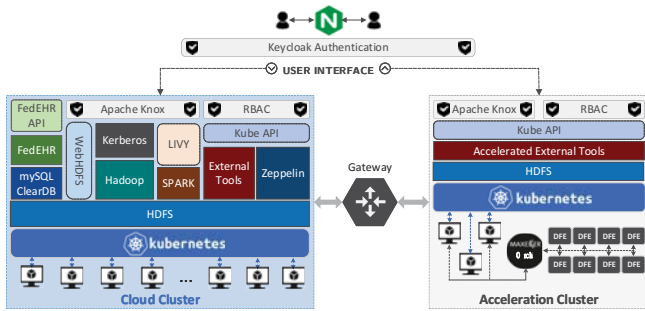 N
Keycloak Authentication
USER INTERFACE
FedEHR
API
Apache Knox
RBAC
FedEHR
mySQL
ClearDB
WebHDFS
Kerberos
Hadoop
LIVY
SPARK
Kube API
External
Tools
Zeppelin
HDFS
kubernetes
...
Cloud Cluster
Gateway
Apache Knox
RBAC
Kube API
Accelerated External Tools
HDFS
kubernetes
DFE DFE DFE DFE
DFE DFE DFE DFE
Acceleration Cluster